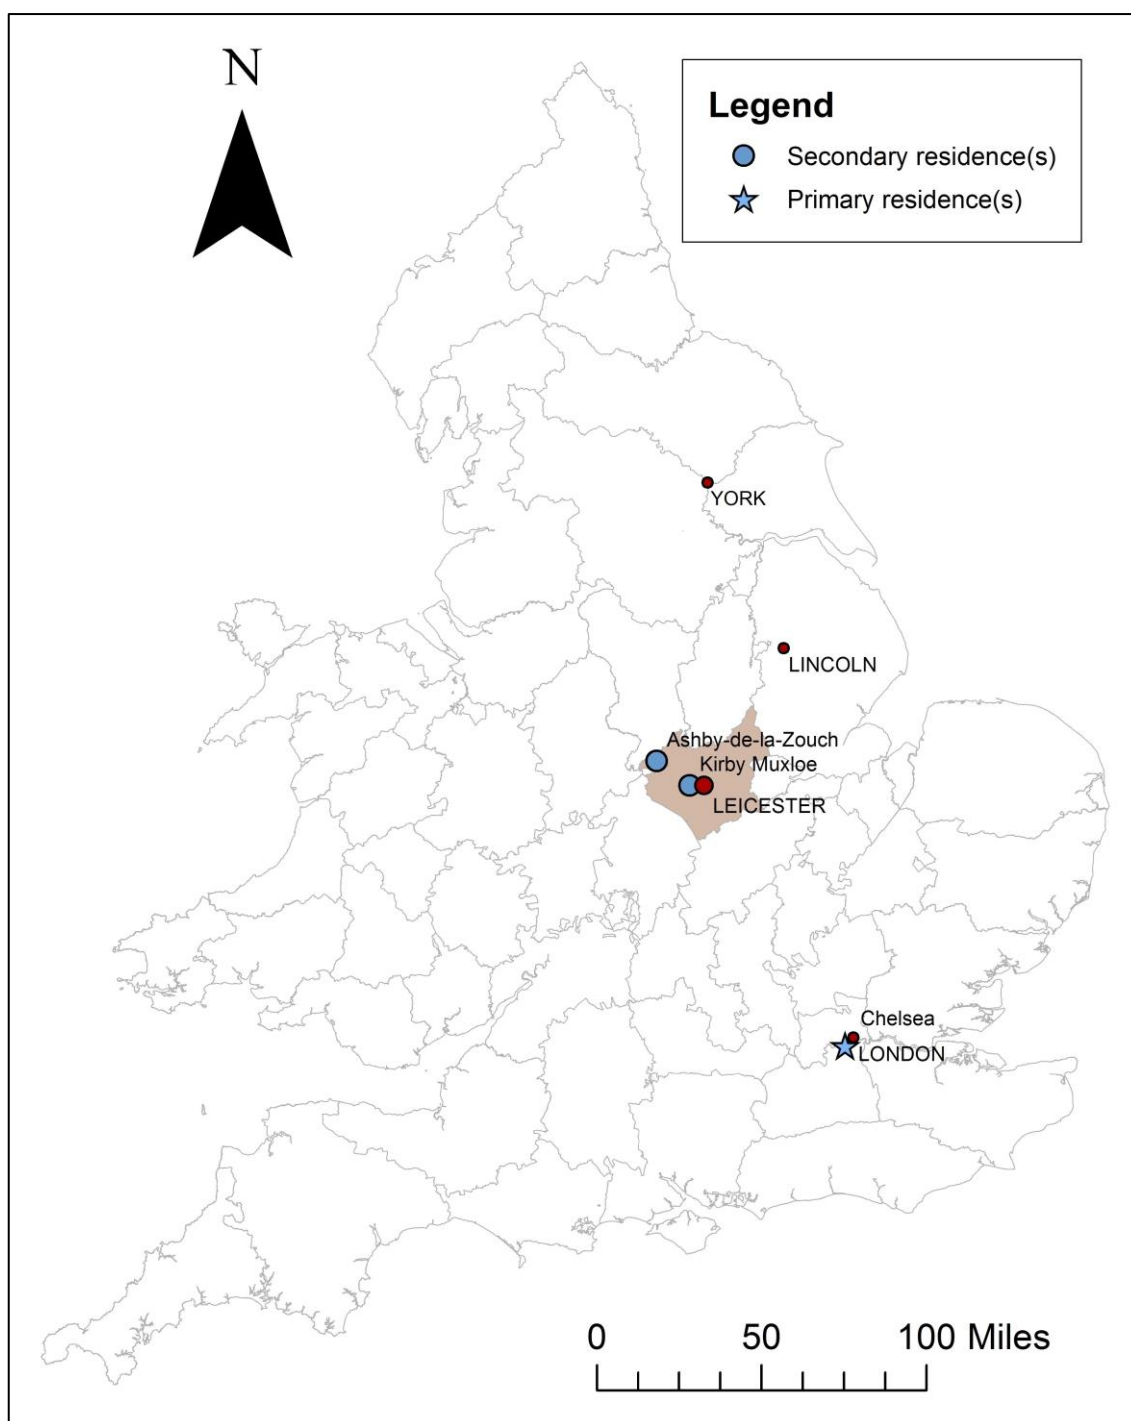 N
Legend
Secondary residence(s)
Primary residence(s)
YORK
LINCOLN
Ashby-de-la-Zouch
Kirby Muxloe
LEICESTER
Chelsea
LONDON
0 50 100 Miles